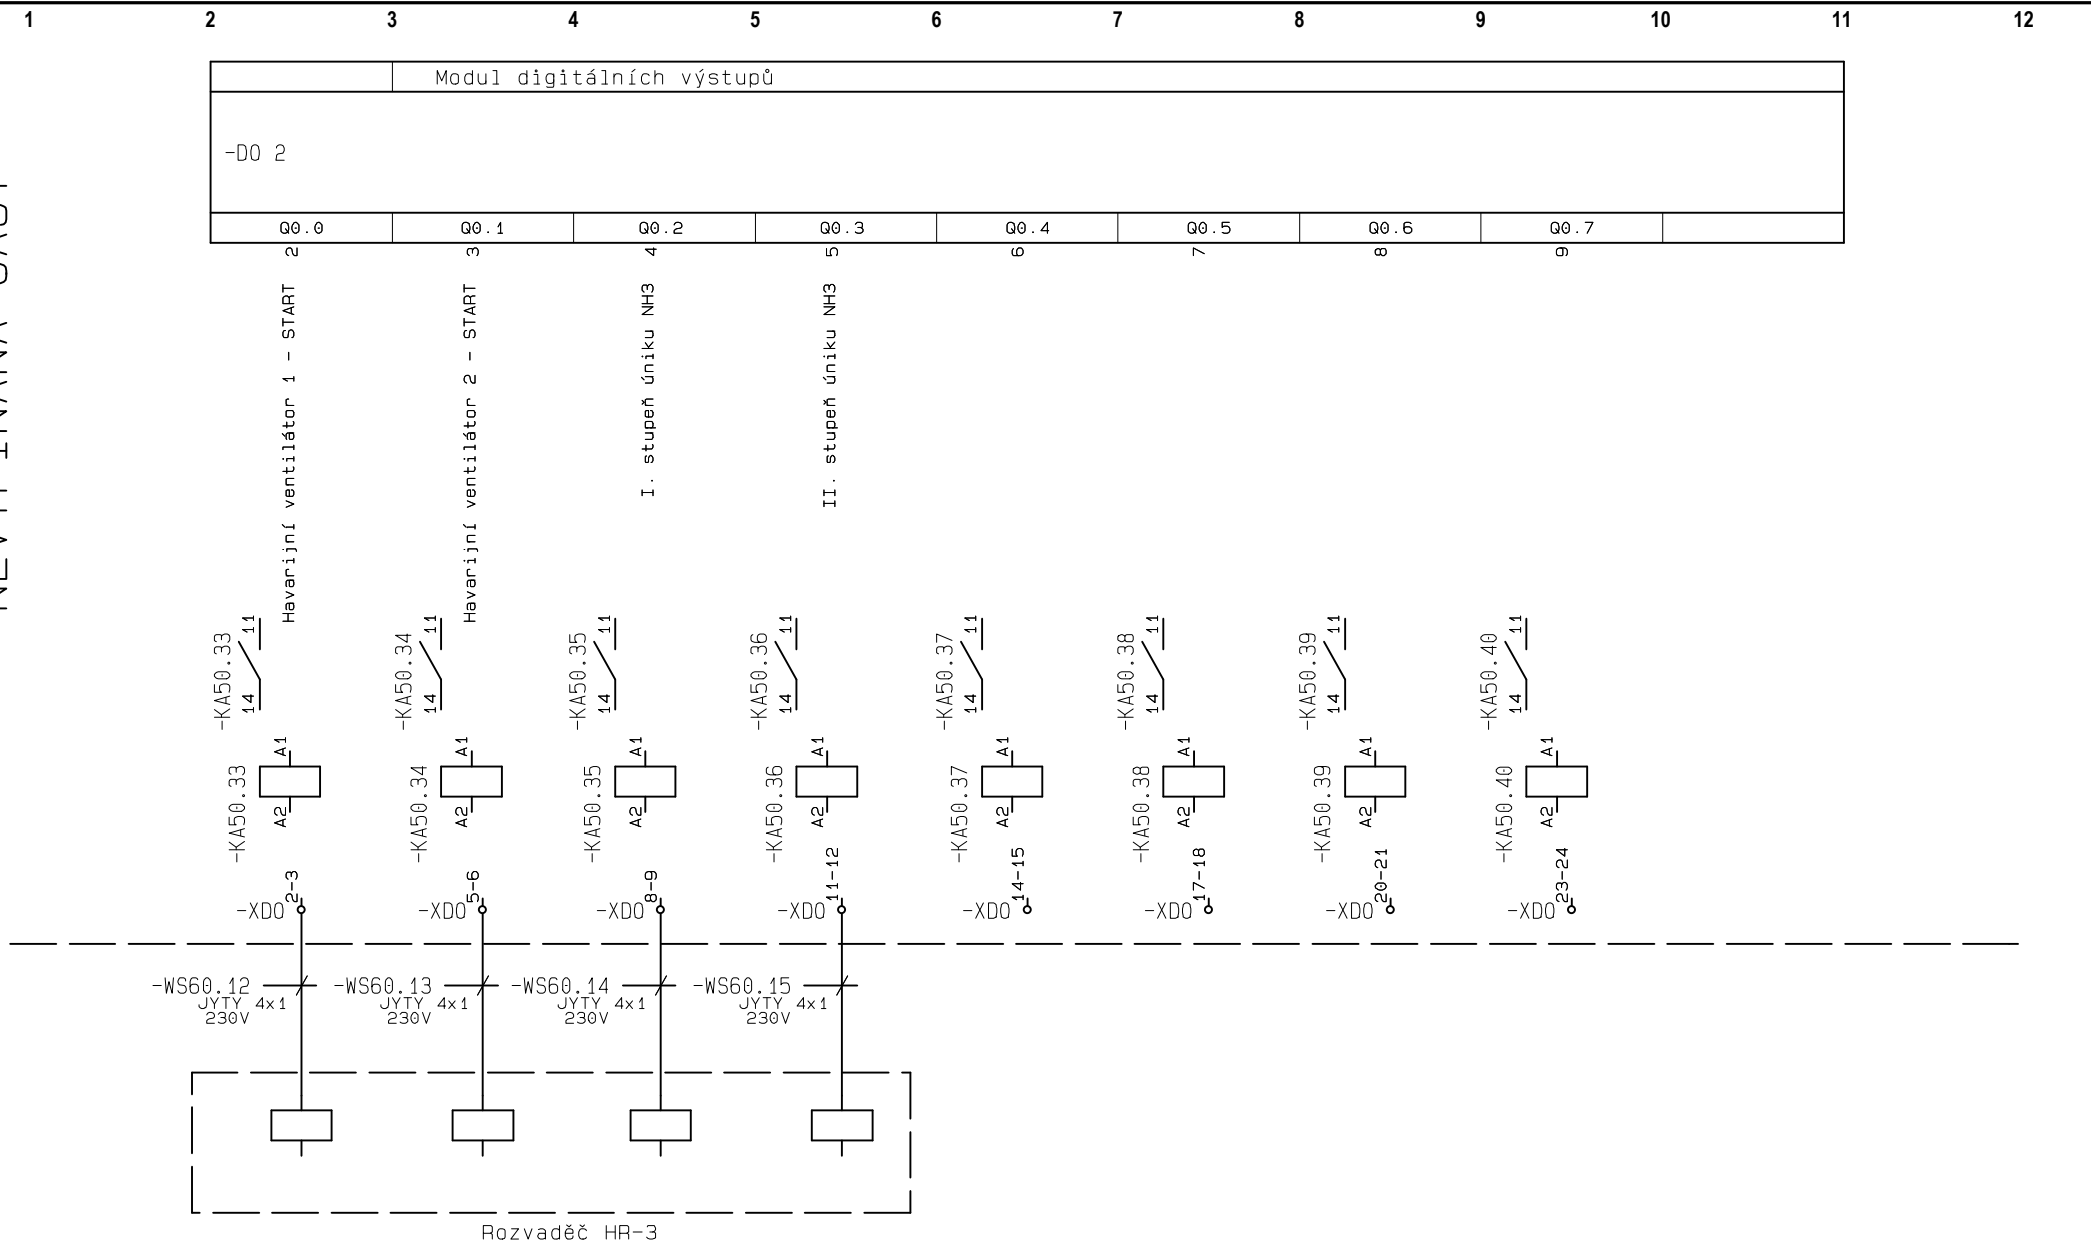 1 2 3 4 5 6 7 8 9 10 11 12
Modul digitálních výstupů
-DO 2
Q0.0 Q0.1 Q0.2 Q0.3 Q0.4 Q0.5 Q0.6 Q0.7
2 3 4 5 6 7 8 9
Havarijní ventilátor 1 - START
Havarijní ventilátor 2 - START
I. stupeň úniku NH3
II. stupeň úniku NH3
-KA50.33 14 11
-KA50.34 14 11
-KA50.35 14 11
-KA50.36 14 11
-KA50.37 14 11
-KA50.38 14 11
-KA50.39 14 11
-KA50.40 14 11
-KA50.33 A2 A1
-KA50.34 A2 A1
-KA50.35 A2 A1
-KA50.36 A2 A1
-KA50.37 A2 A1
-KA50.38 A2 A1
-KA50.39 A2 A1
-KA50.40 A2 A1
-XDO 2-3
-XDO 5-6
-XDO 8-9
-XDO 11-12
-XDO 14-15
-XDO 17-18
-XDO 20-21
-XDO 23-24
-WS60.12
JYTY 4x1
230V
-WS60.13
JYTY 4x1
230V
-WS60.14
JYTY 4x1
230V
-WS60.15
JYTY 4x1
230V
Rozvaděč HR-3